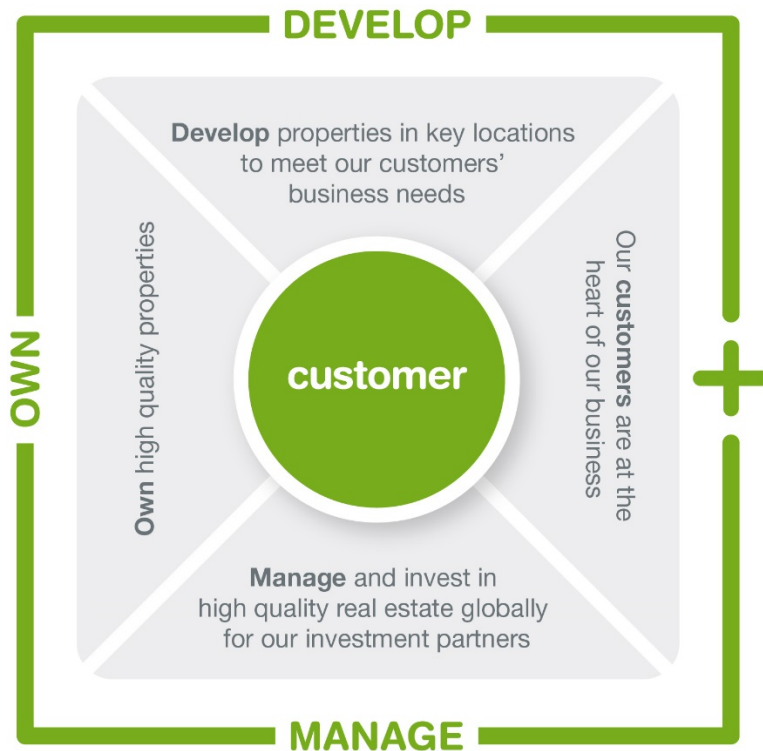 DEVELOP
Develop properties in key locations
to meet our customers’
business needs
OWN
Own high quality properties
customer
Our customers are at the
heart of our business
+
Manage and invest in
high quality real estate globally
for our investment partners
MANAGE